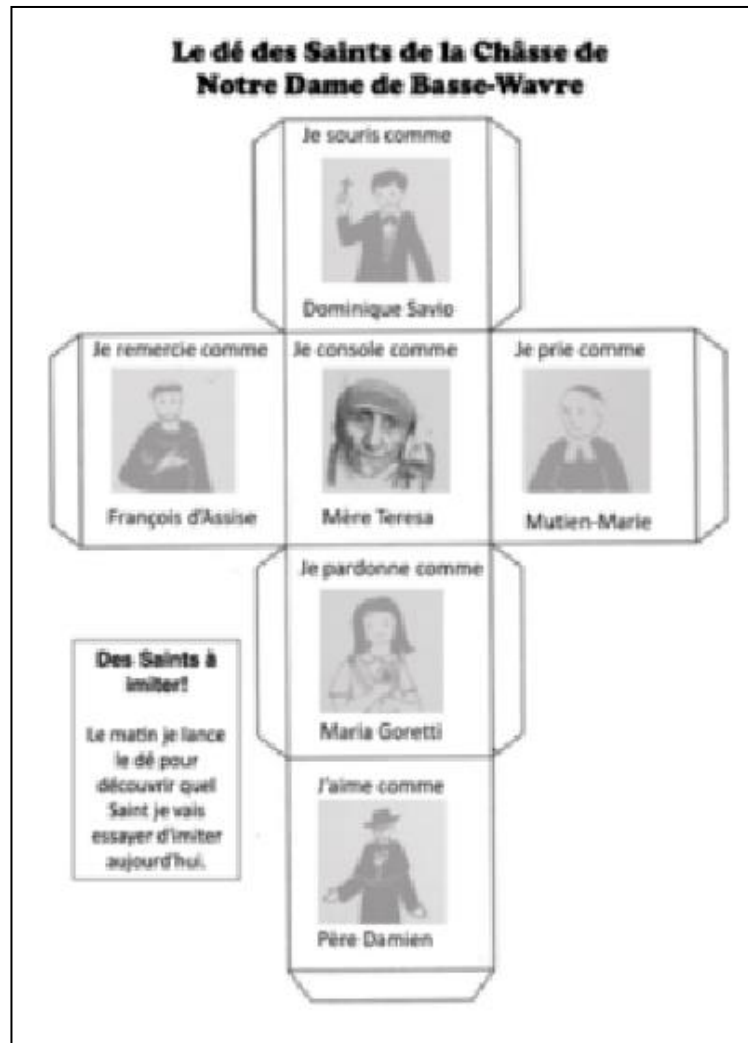 Le dé des Saints de la Châsse de
Notre Dame de Basse-Wavre
Je souris comme
Dominique Savio
Je remercie comme
François d'Assise
Je console comme
Mère Teresa
Je prie comme
Mutien-Marie
Je pardonne comme
Maria Goretti
J'aime comme
Père Damien
Des Saints à
imiter!
Le matin je lance
le dé pour
découvrir quel
Saint je vais
essayer d'imiter
aujourd'hui.